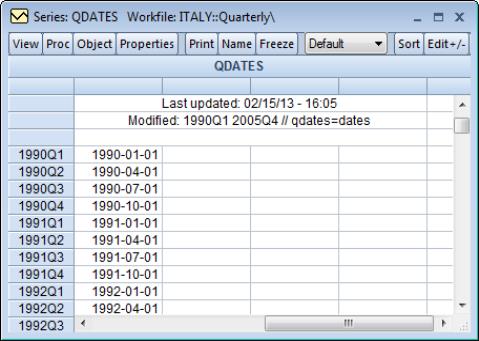 Series: QDATES Workfile: ITALY::Quarterly\
View Proc Object Properties Print Name Freeze Default Sort Edit+/-
QDATES
Last updated: 02/15/13 - 16:05
Modified: 1990Q1 2005Q4 // qdates=dates
1990Q1 1990-01-01
1990Q2 1990-04-01
1990Q3 1990-07-01
1990Q4 1990-10-01
1991Q1 1991-01-01
1991Q2 1991-04-01
1991Q3 1991-07-01
1991Q4 1991-10-01
1992Q1 1992-01-01
1992Q2 1992-04-01
1992Q3